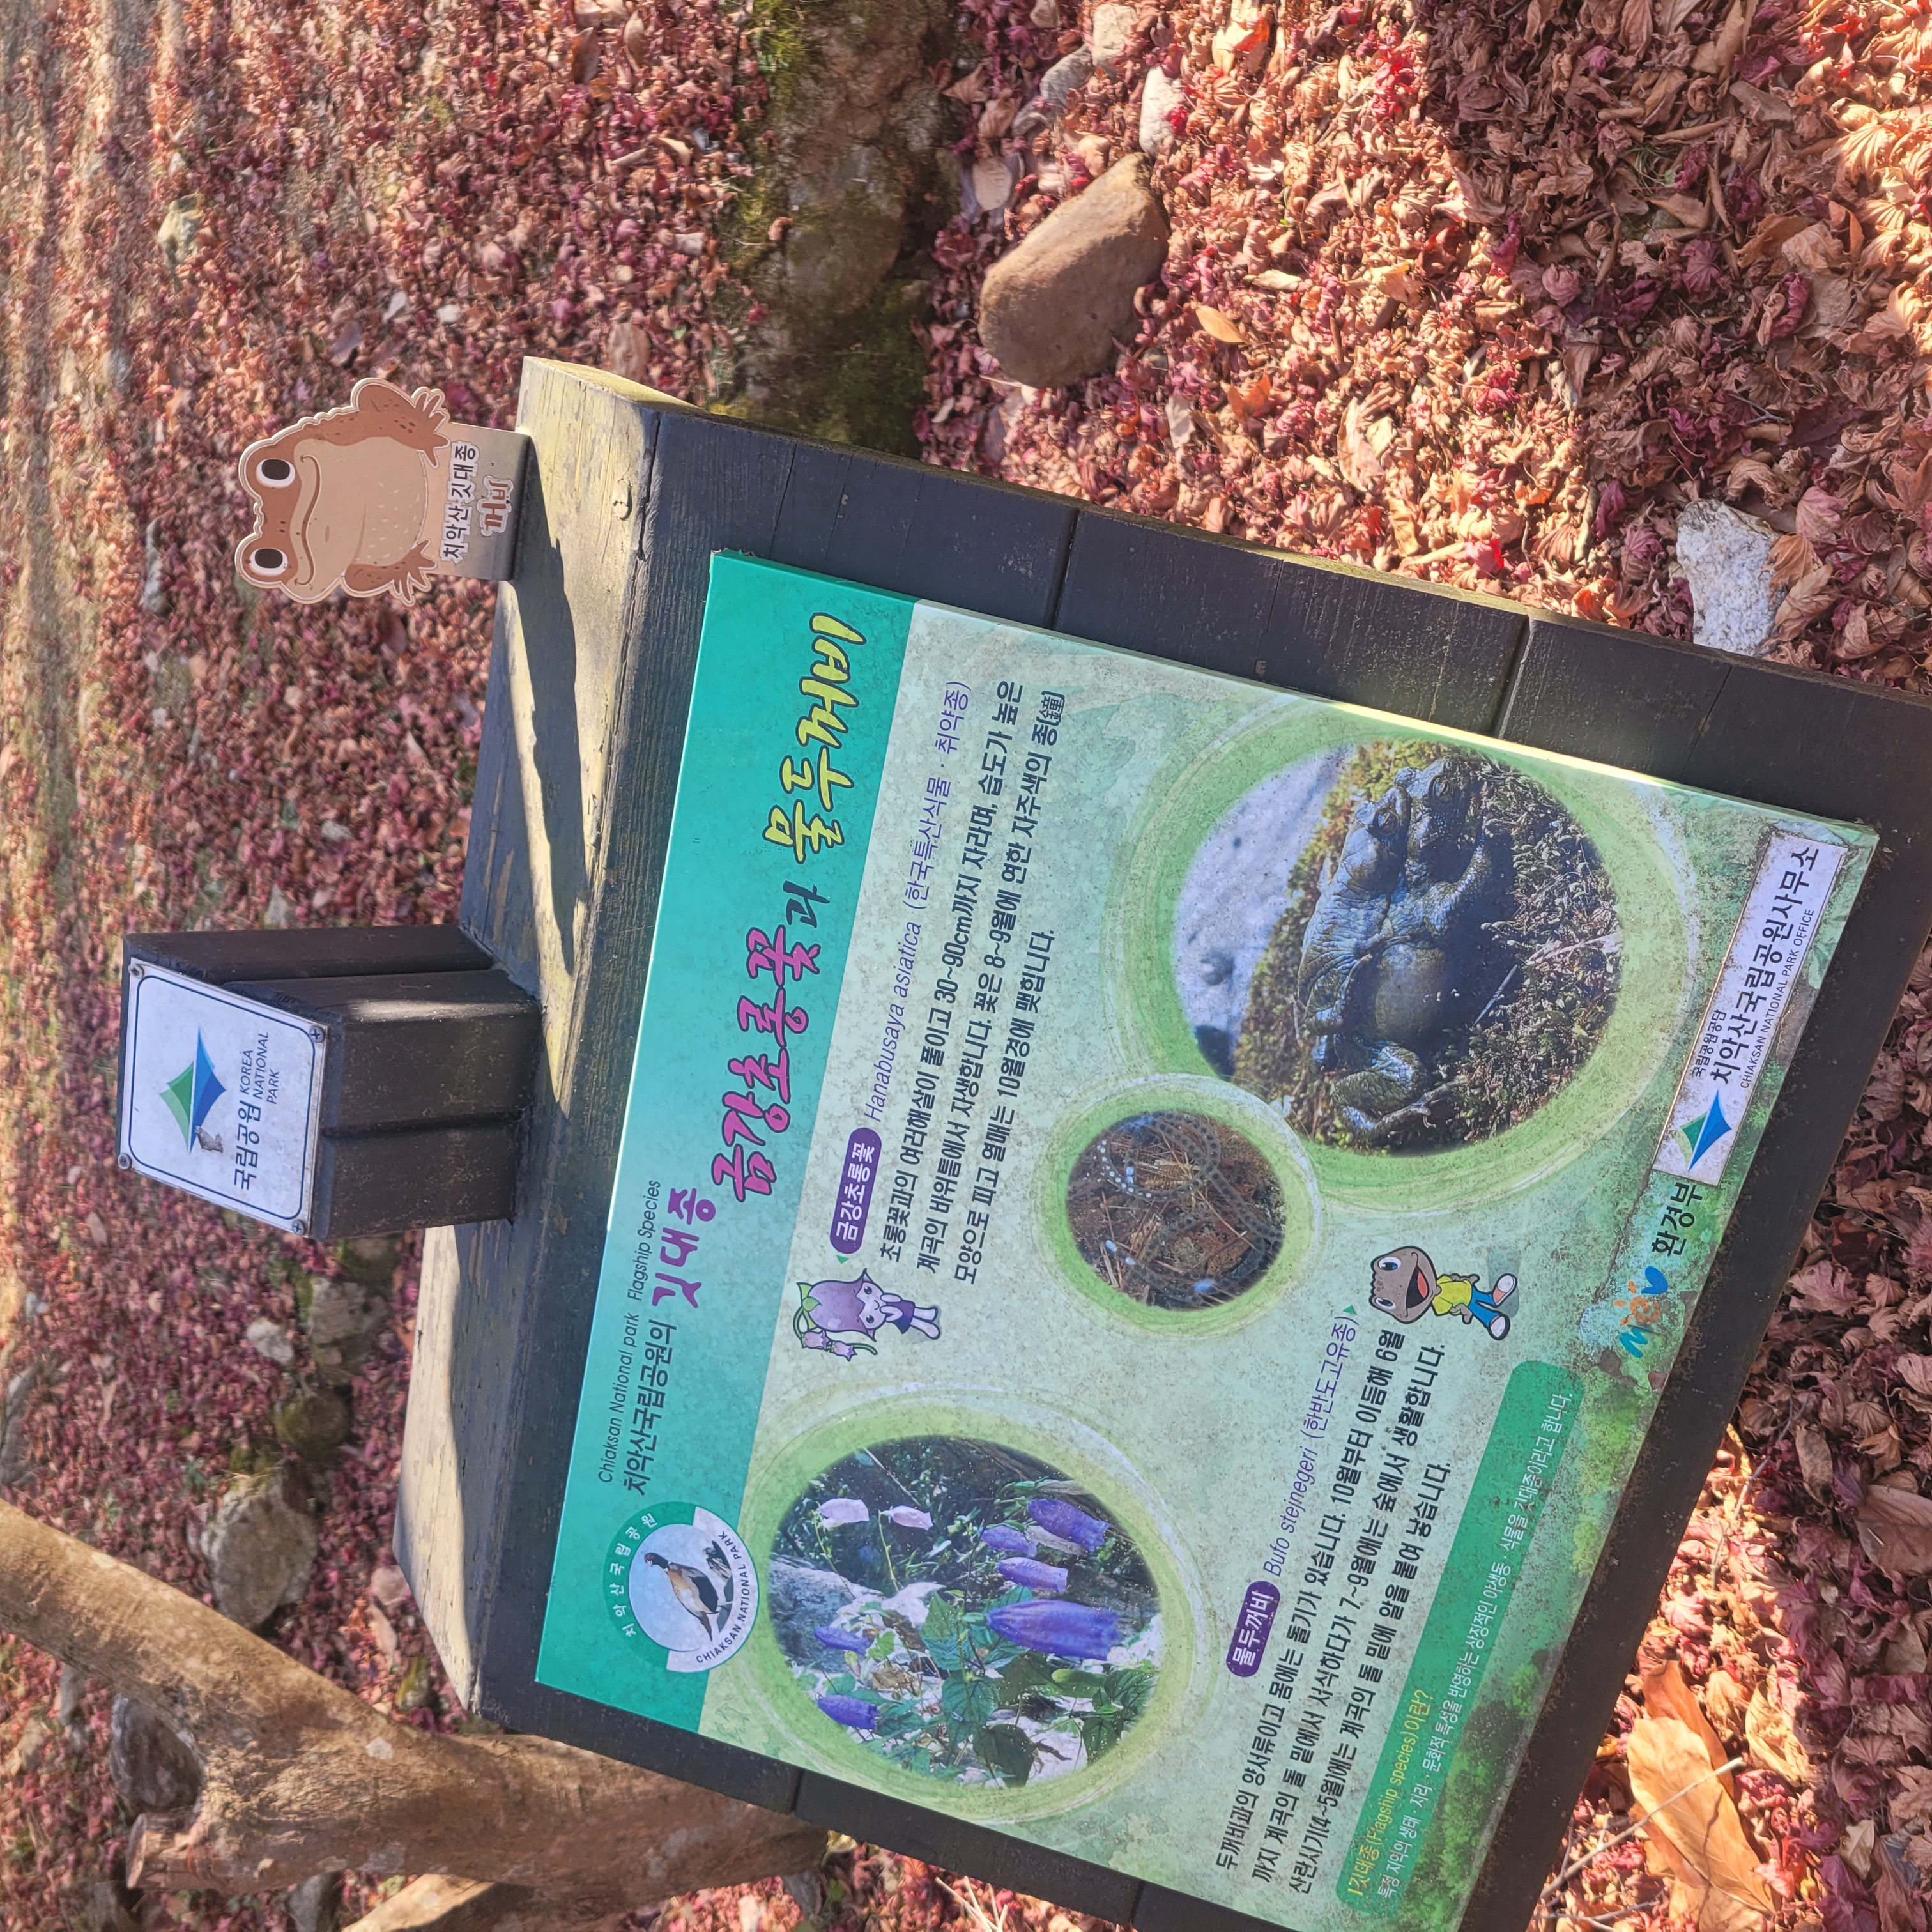 국립공원 KOREA
NATIONAL
PARK
치악산 깃대종
꺼비
치악산국립공원
CHIAKSAN NATIONAL PARK
Chiaksan National park Flagship Species
치악산국립공원의 깃대종
금강초롱꽃과 물두꺼비
금강초롱꽃 Hanabusaya asiatica (한국특산식물 · 취약종)
초롱꽃과의 여러해살이 풀이고 30~90cm까지 자라며, 습도가 높은
계곡의 바위틈에서 자생합니다. 꽃은 8~9월에 연한 자주색의 종(鐘)
모양으로 피고 열매는 10월경에 맺힙니다.
물두꺼비 Bufo stejnegeri (한반도고유종)
두꺼비과의 양서류이고 몸에는 돌기가 있습니다. 10월부터 이듬해 6월
까지 계곡의 돌 밑에서 서식하다가 7~9월에는 숲에서 생활합니다.
산란시기(4~5월)에는 계곡의 돌 밑에 알을 붙여 낳습니다.
깃대종(Flagship species)이란?
특정 지역의 생태 · 지리 · 문화적 특성을 반영하는 상징적인 야생동 · 식물을 깃대종이라고 합니다.
mev 환경부
국립공원공단
치악산국립공원사무소
CHIAKSAN NATIONAL PARK OFFICE